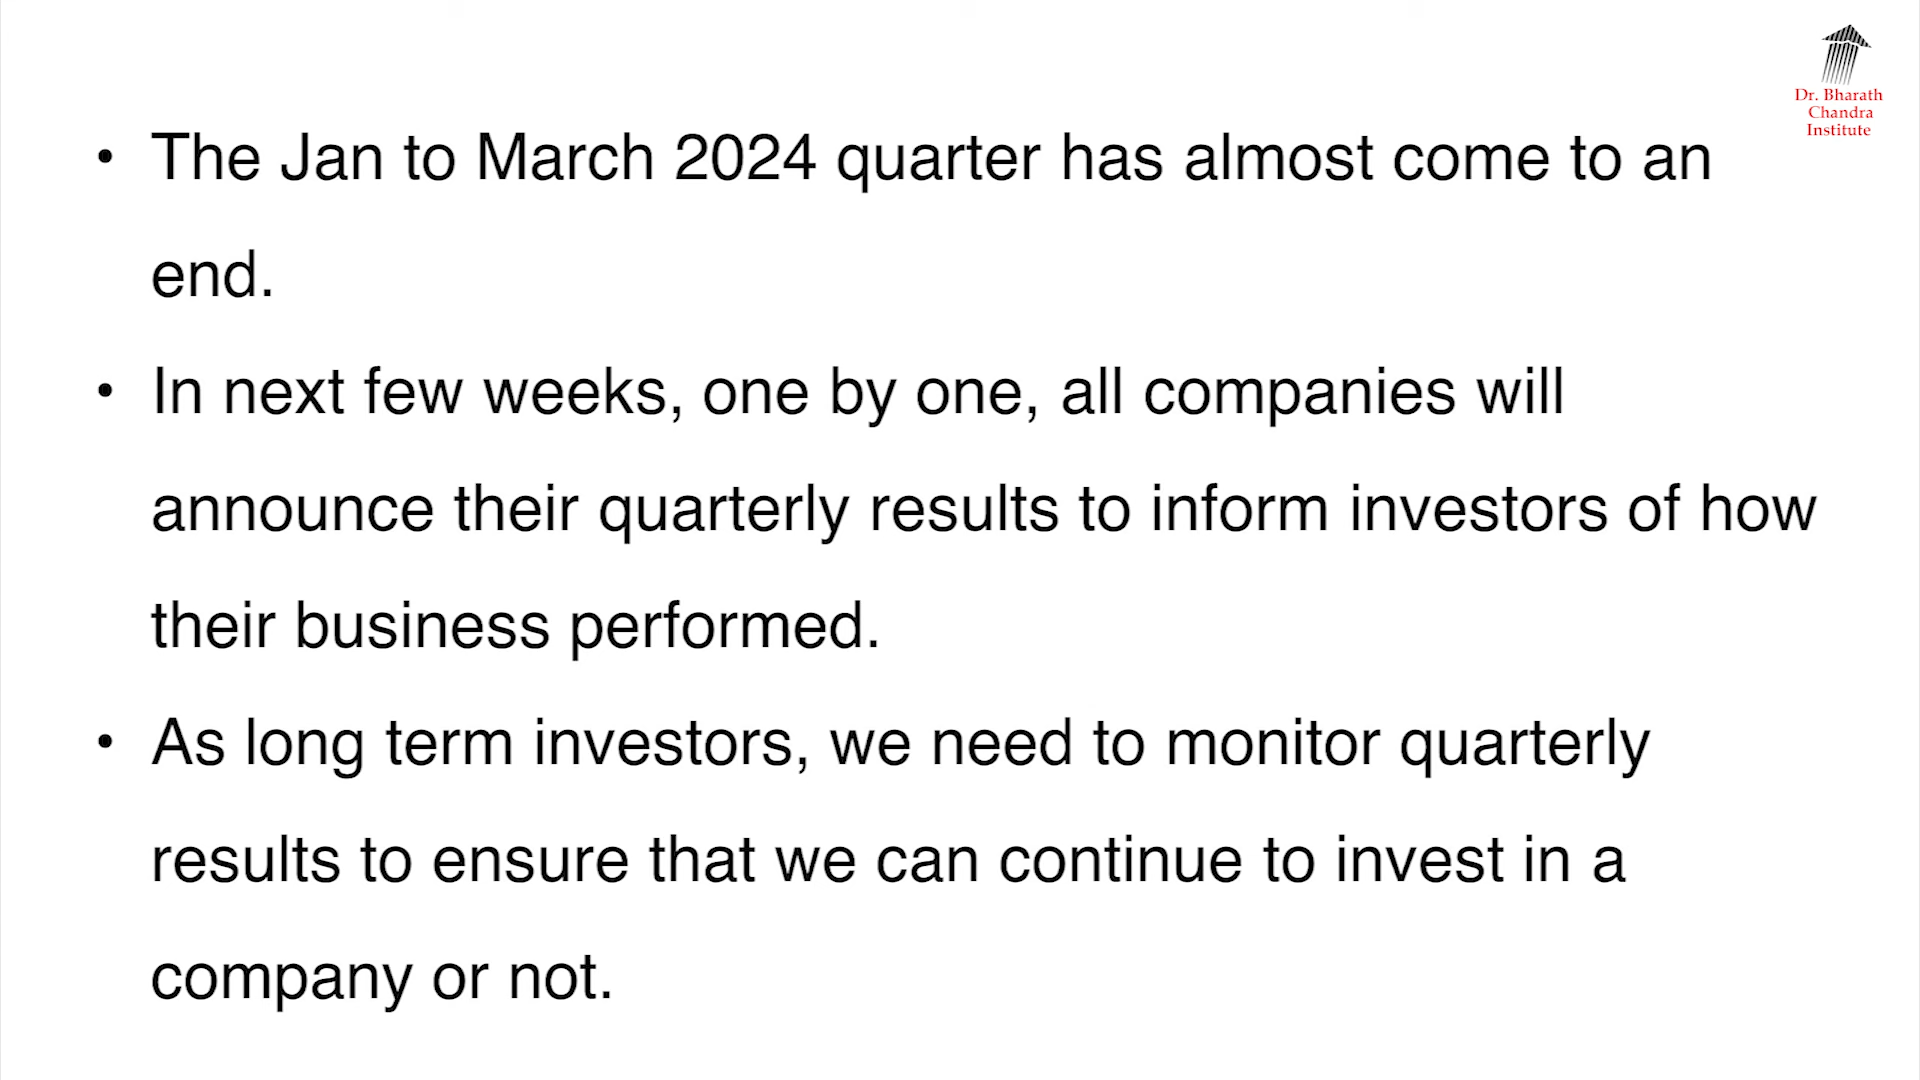 Dr. Bharath
Chandra
Institute
• The Jan to March 2024 quarter has almost come to an
end.
• In next few weeks, one by one, all companies will
announce their quarterly results to inform investors of how
their business performed.
• As long term investors, we need to monitor quarterly
results to ensure that we can continue to invest in a
company or not.